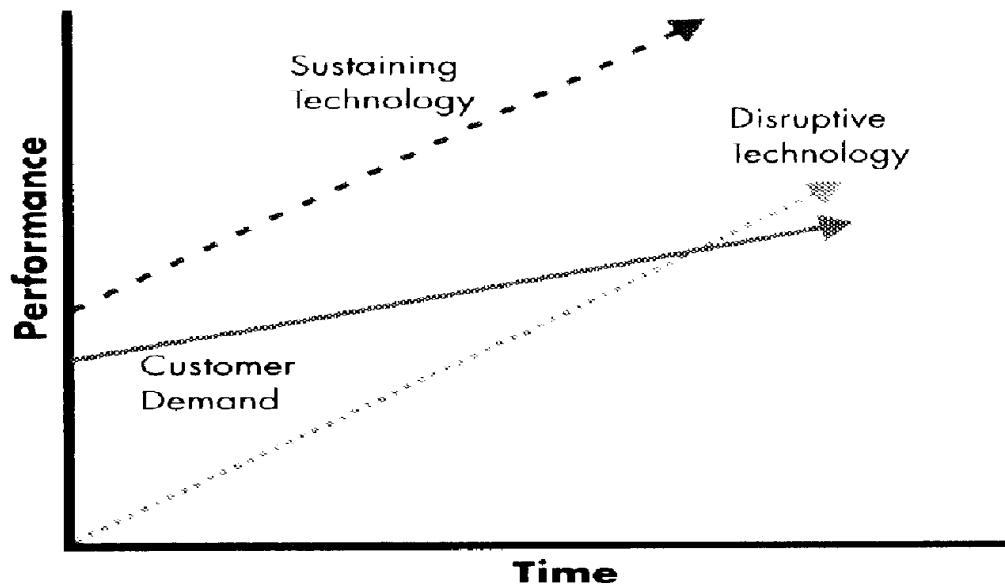 Sustaining
Technology
Disruptive
Technology
Performance
Customer
Demand
Time